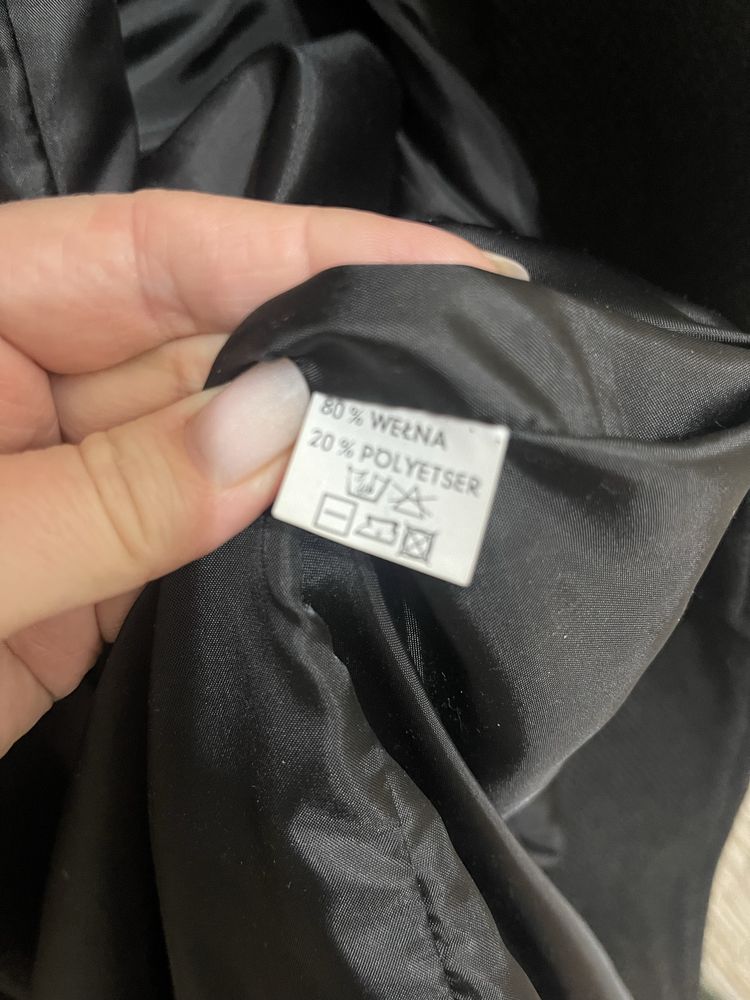 80 % WEŁNA
20 % POLYETSER